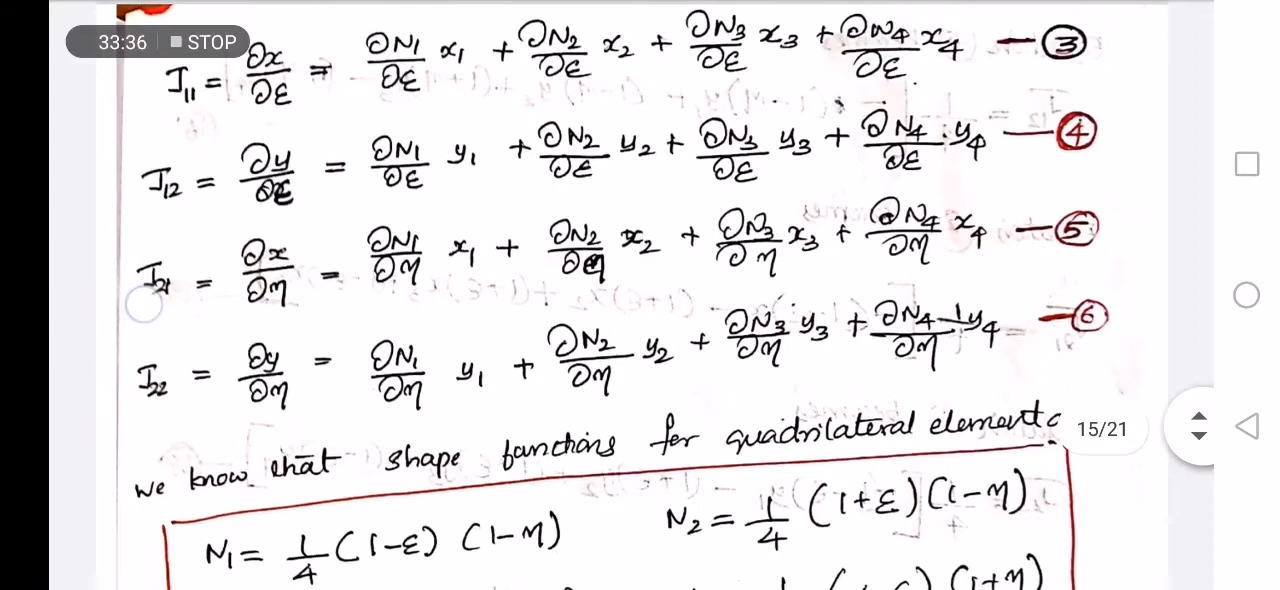 33:36 STOP
J₁₁ = ∂x/∂ε = ∂N₁/∂ε x₁ + ∂N₂/∂ε x₂ + ∂N₃/∂ε x₃ + ∂N₄/∂ε x₄ — ③
J₁₂ = ∂y/∂ε = ∂N₁/∂ε y₁ + ∂N₂/∂ε y₂ + ∂N₃/∂ε y₃ + ∂N₄/∂ε y₄ — ④
J₂₁ = ∂x/∂η = ∂N₁/∂η x₁ + ∂N₂/∂η x₂ + ∂N₃/∂η x₃ + ∂N₄/∂η x₄ — ⑤
J₂₂ = ∂y/∂η = ∂N₁/∂η y₁ + ∂N₂/∂η y₂ + ∂N₃/∂η y₃ + ∂N₄/∂η y₄ — ⑥
15/21
we know that shape functions for quadrilateral element
N₁ = 1/4 (1-ε) (1-η) N₂ = 1/4 (1+ε) (1-η)
(1+η)